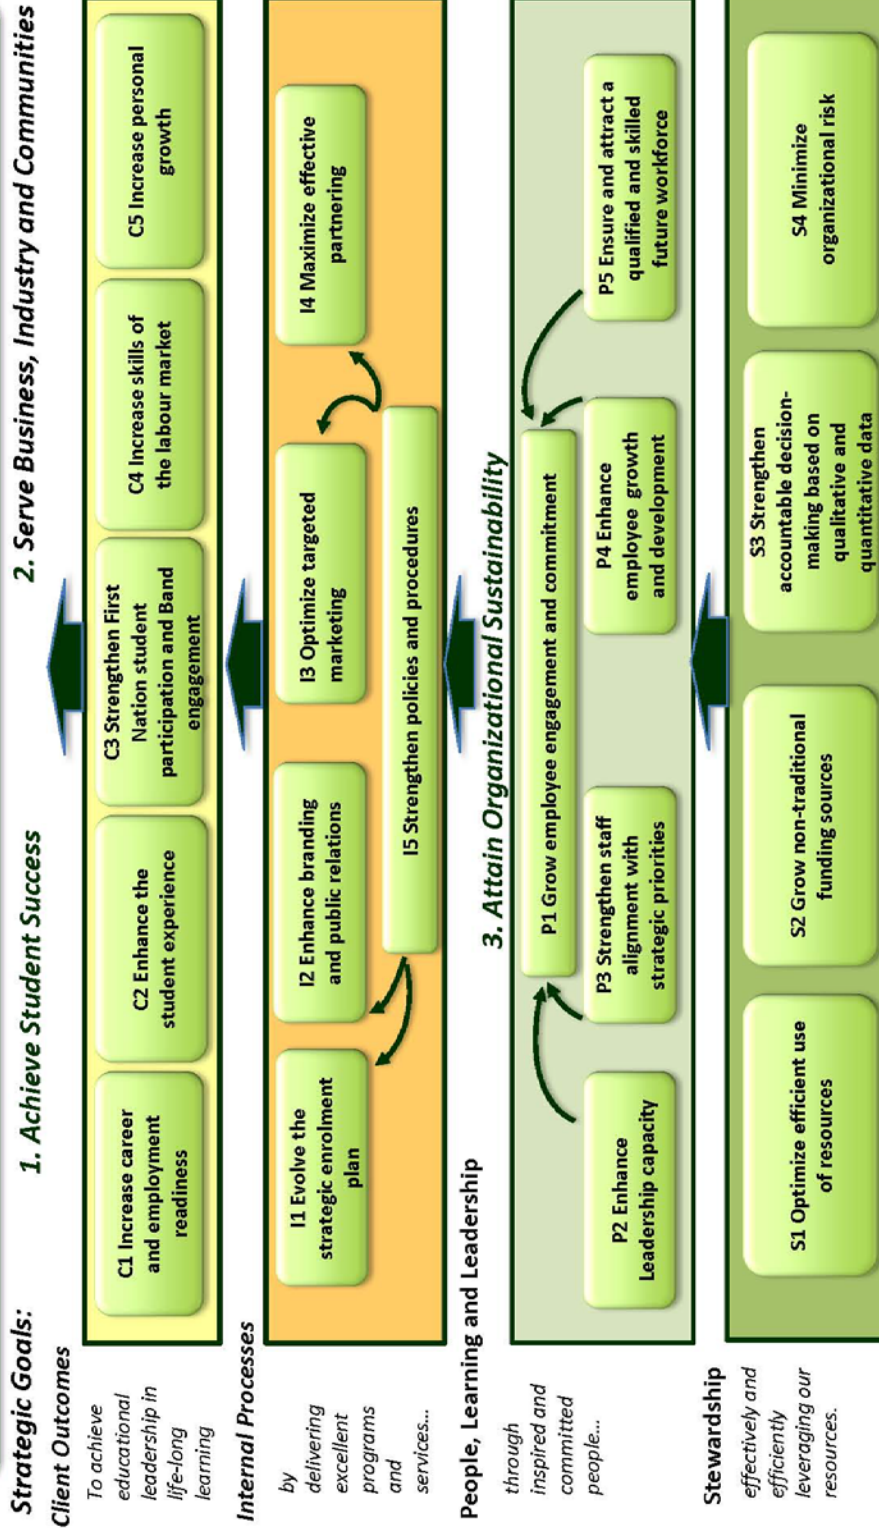 Strategic Goals:
1. Achieve Student Success
2. Serve Business, Industry and Communities
Client Outcomes
To achieve
educational
leadership in
life-long
learning
C1 Increase career
and employment
readiness
C2 Enhance the
student experience
C3 Strengthen First
Nation student
participation and Band
engagement
C4 Increase skills of
the labour market
C5 Increase personal
growth
Internal Processes
by
delivering
excellent
programs
and
services...
I1 Evolve the
strategic enrolment
plan
I2 Enhance branding
and public relations
I3 Optimize targeted
marketing
I4 Maximize effective
partnering
I5 Strengthen policies and procedures
People, Learning and Leadership
3. Attain Organizational Sustainability
through
inspired and
committed
people...
P1 Grow employee engagement and commitment
P2 Enhance
Leadership capacity
P3 Strengthen staff
alignment with
strategic priorities
P4 Enhance
employee growth
and development
P5 Ensure and attract a
qualified and skilled
future workforce
Stewardship
effectively and
efficiently
leveraging our
resources.
S1 Optimize efficient use
of resources
S2 Grow non-traditional
funding sources
S3 Strengthen
accountable decision-
making based on
qualitative and
quantitative data
S4 Minimize
organizational risk